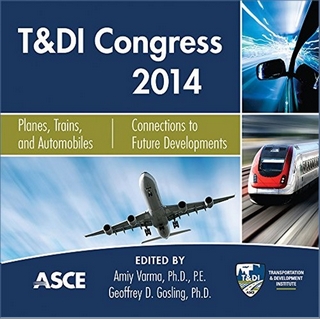 T&DI Congress
2014
Planes, Trains,
and Automobiles
Connections to
Future Developments
EDITED BY
Amiy Varma, Ph.D., P.E.
Geoffrey D. Gosling, Ph.D.
ASCE
T&DI
TRANSPORTATION
& DEVELOPMENT
INSTITUTE